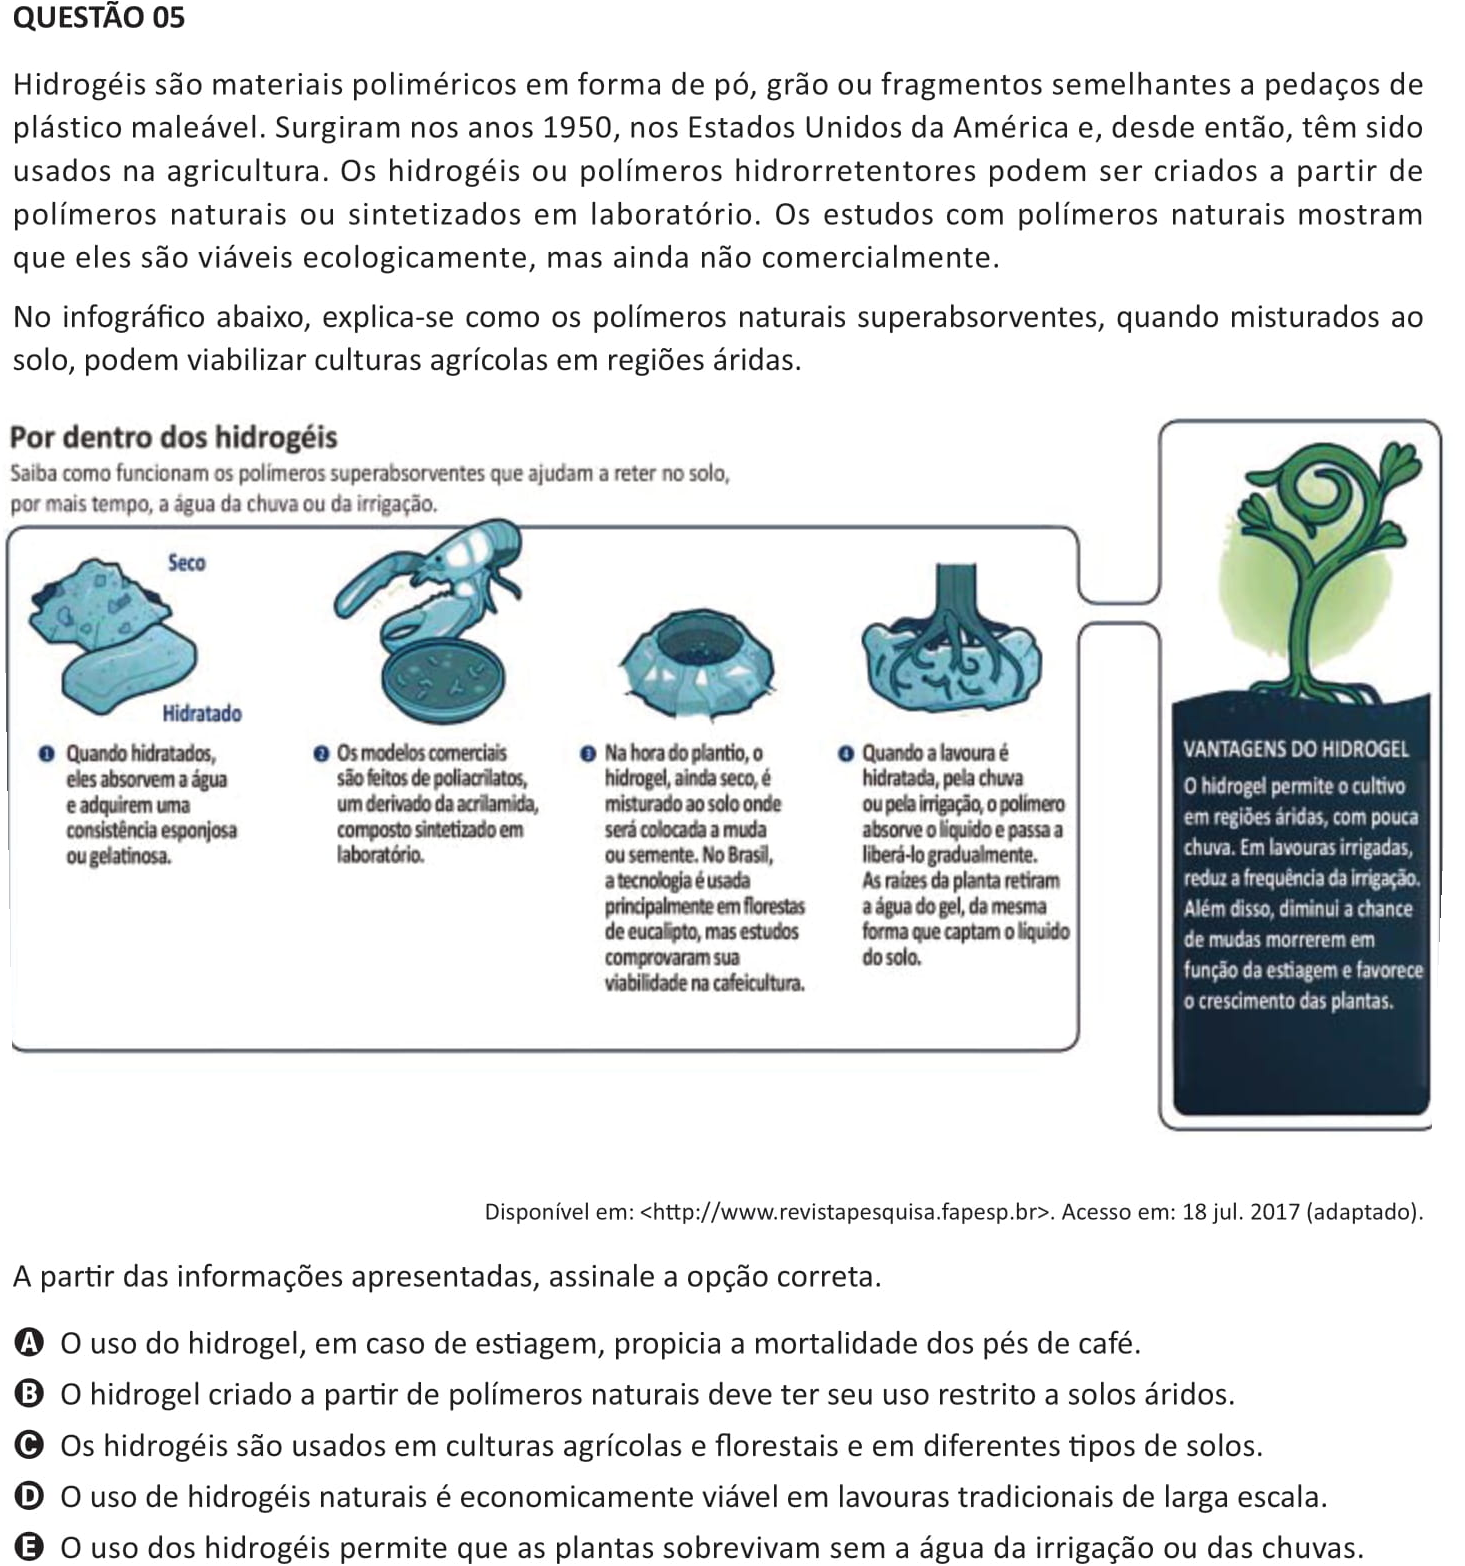 QUESTÃO 05
Hidrogéis são materiais poliméricos em forma de pó, grão ou fragmentos semelhantes a pedaços de
plástico maleável. Surgiram nos anos 1950, nos Estados Unidos da América e, desde então, têm sido
usados na agricultura. Os hidrogéis ou polímeros hidrorretentores podem ser criados a partir de
polímeros naturais ou sintetizados em laboratório. Os estudos com polímeros naturais mostram
que eles são viáveis ecologicamente, mas ainda não comercialmente.
No infográfico abaixo, explica-se como os polímeros naturais superabsorventes, quando misturados ao
solo, podem viabilizar culturas agrícolas em regiões áridas.
Por dentro dos hidrogéis
Saiba como funcionam os polímeros superabsorventes que ajudam a reter no solo,
por mais tempo, a água da chuva ou da irrigação.
Seco
Hidratado
1 Quando hidratados,
eles absorvem a água
e adquirem uma
consistência esponjosa
ou gelatinosa.
2 Os modelos comerciais
são feitos de poliacrilatos,
um derivado da acrilamida,
composto sintetizado em
laboratório.
3 Na hora do plantio, o
hidrogel, ainda seco, é
misturado ao solo onde
será colocada a muda
ou semente. No Brasil,
a tecnologia é usada
principalmente em florestas
de eucalipto, mas estudos
comprovaram sua
viabilidade na cafeicultura.
4 Quando a lavoura é
hidratada, pela chuva
ou pela irrigação, o polímero
absorve o líquido e passa a
liberá-lo gradualmente.
As raízes da planta retiram
a água do gel, da mesma
forma que captam o líquido
do solo.
VANTAGENS DO HIDROGEL
O hidrogel permite o cultivo
em regiões áridas, com pouca
chuva. Em lavouras irrigadas,
reduz a frequência da irrigação.
Além disso, diminui a chance
de mudas morrerem em
função da estiagem e favorece
o crescimento das plantas.
Disponível em: <http://www.revistapesquisa.fapesp.br>. Acesso em: 18 jul. 2017 (adaptado).
A partir das informações apresentadas, assinale a opção correta.
A O uso do hidrogel, em caso de estiagem, propicia a mortalidade dos pés de café.
B O hidrogel criado a partir de polímeros naturais deve ter seu uso restrito a solos áridos.
C Os hidrogéis são usados em culturas agrícolas e florestais e em diferentes tipos de solos.
D O uso de hidrogéis naturais é economicamente viável em lavouras tradicionais de larga escala.
E O uso dos hidrogéis permite que as plantas sobrevivam sem a água da irrigação ou das chuvas.